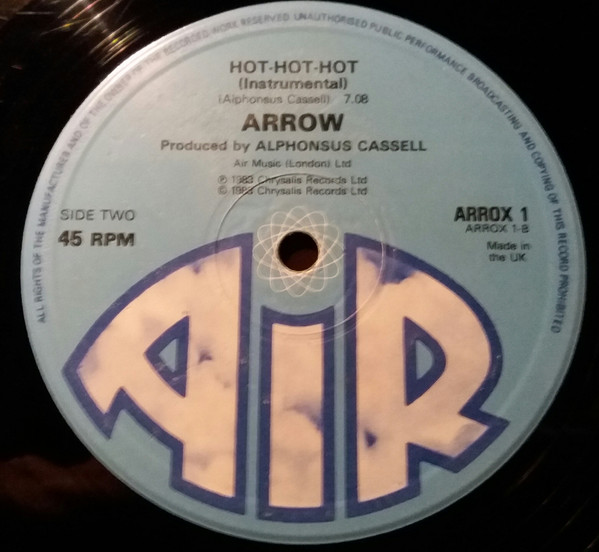 ALL RIGHTS OF THE MANUFACTURER AND OF THE OWNER OF THE RECORDED WORK RESERVED. UNAUTHORISED PUBLIC PERFORMANCE BROADCASTING AND COPYING OF THIS RECORD PROHIBITED
HOT-HOT-HOT
(Instrumental)
(Alphonsus Cassell) 7.08
ARROW
Produced by ALPHONSUS CASSELL
Air Music (London) Ltd
℗ 1983 Chrysalis Records Ltd
© 1983 Chrysalis Records Ltd
SIDE TWO
45 RPM
ARROX 1
ARROX 1-B
Made in
the UK
AIR